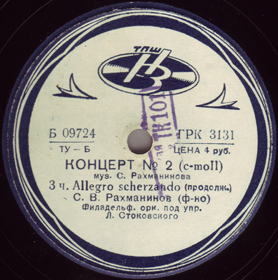 ТПШ
НЗ
Б 09724 ГРК 3131
ТУ-Б ЦЕНА 4 руб.
КОНЦЕРТ № 2 (c-moll)
муз. С. Рахманинова
3 ч. Allegro scherzando (продолж.)
С. В. Рахманинов (ф-но)
Филадельф. орк. под упр.
Л. Стоковского